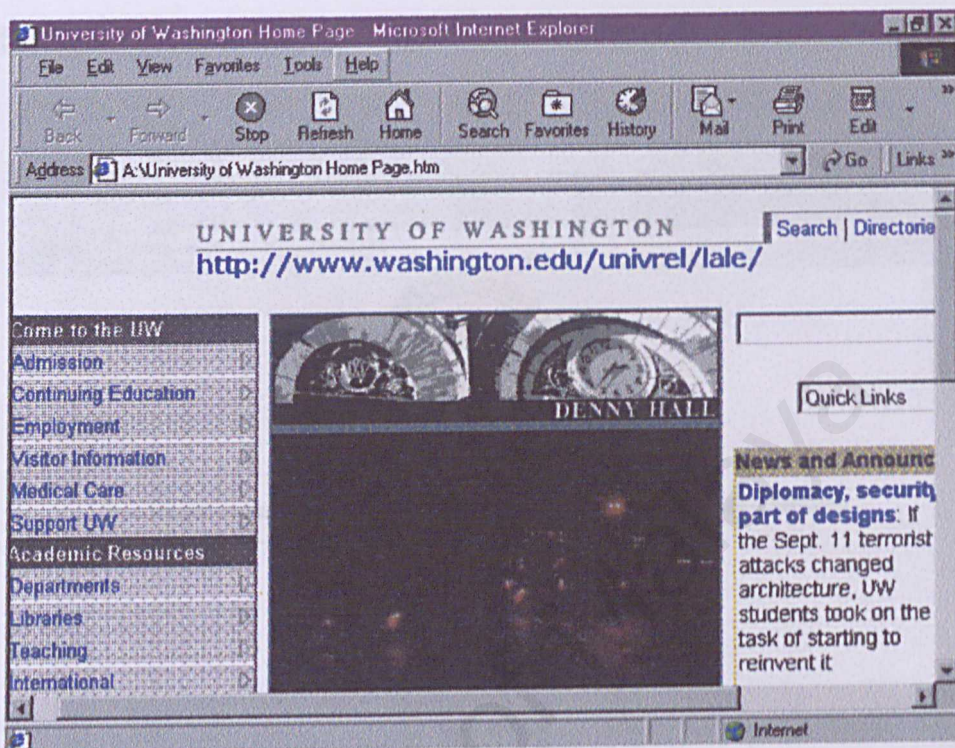 University of Washington Home Page Microsoft Internet Explorer
File Edit View Favorites Tools Help
Back Forward Stop Refresh Home Search Favorites History Mail Print Edit
Address A:\University of Washington Home Page.htm Go Links
UNIVERSITY OF WASHINGTON
http://www.washington.edu/univrel/lale/
Search | Directorie
Come to the UW
Admission
Continuing Education
Employment
Visitor Information
Medical Care
Support UW
Academic Resources
Departments
Libraries
Teaching
International
DENNY HALL
Quick Links
News and Announc
Diplomacy, security
part of designs: If
the Sept. 11 terrorist
attacks changed
architecture, UW
students took on the
task of starting to
reinvent it
Internet